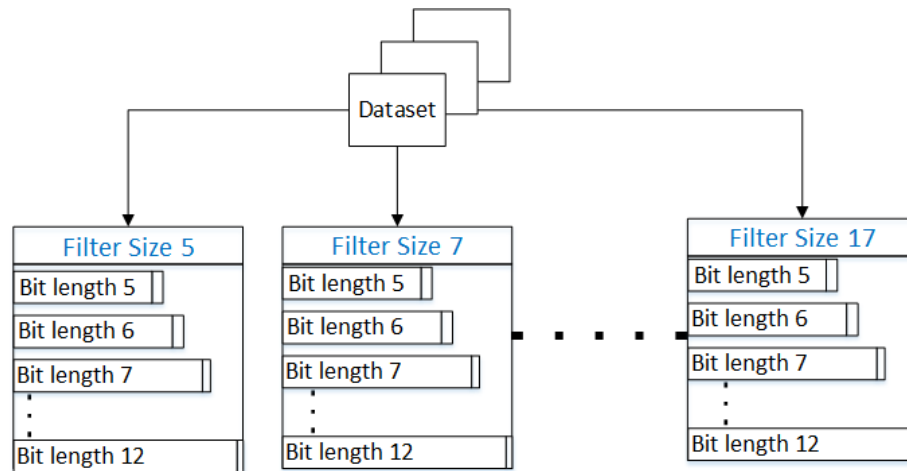 Dataset
Filter Size 5
Bit length 5
Bit length 6
Bit length 7
Bit length 12
Filter Size 7
Bit length 5
Bit length 6
Bit length 7
Bit length 12
Filter Size 17
Bit length 5
Bit length 6
Bit length 7
Bit length 12